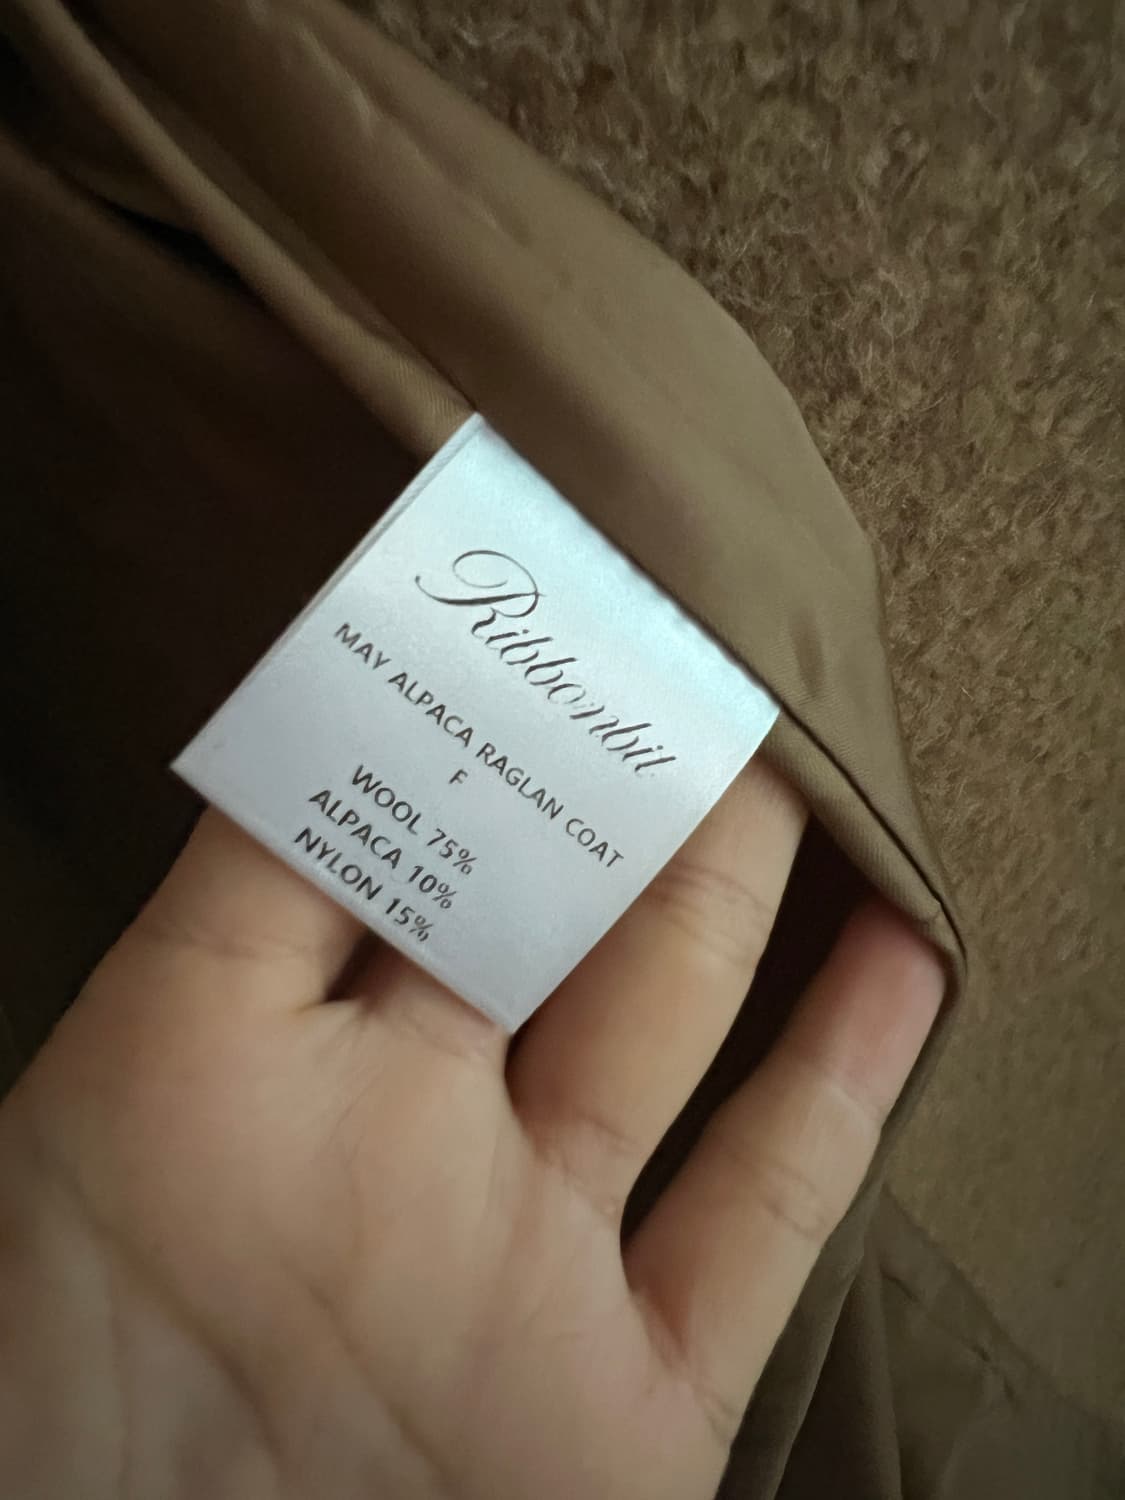 Ribbonbit
MAY ALPACA RAGLAN COAT
F
WOOL 75%
ALPACA 10%
NYLON 15%